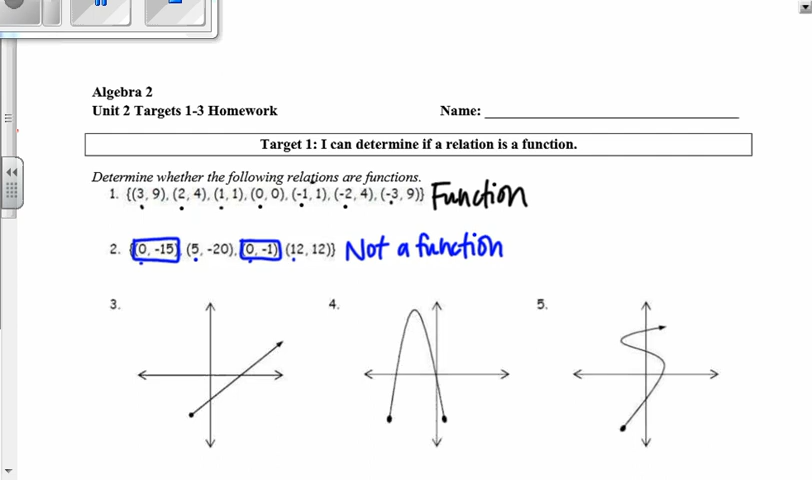 Algebra 2
Unit 2 Targets 1-3 Homework Name: ____________________
Target 1: I can determine if a relation is a function.
Determine whether the following relations are functions.
1. {(3, 9), (2, 4), (1, 1), (0, 0), (-1, 1), (-2, 4), (-3, 9)} Function
2. {(0, -15), (5, -20), (0, -1), (12, 12)} Not a function
3. 4. 5.